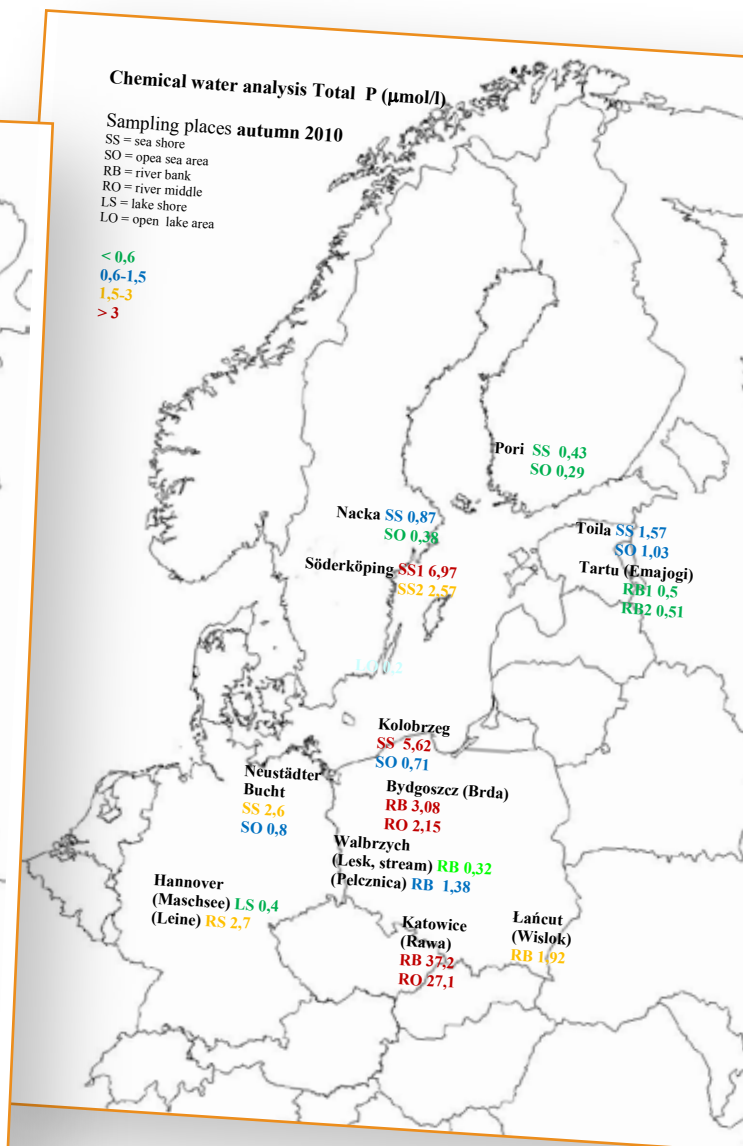 Chemical water analysis Total P (µmol/l)
Sampling places autumn 2010
SS = sea shore
SO = opea sea area
RB = river bank
RO = river middle
LS = lake shore
LO = open lake area
< 0,6
0,6-1,5
1,5-3
> 3
Pori SS 0,43
SO 0,29
Nacka SS 0,87
SO 0,38
Toila SS 1,57
SO 1,03
Söderköping SS1 6,97
SS2 2,57
Tartu (Emajogi)
RB1 0,5
RB2 0,51
Kolobrzeg
SS 5,62
SO 0,71
Neustädter
Bucht
SS 2,6
SO 0,8
Bydgoszcz (Brda)
RB 3,08
RO 2,15
Walbrzych
(Lesk, stream) RB 0,32
(Pelcznica) RB 1,38
Hannover
(Maschsee) LS 0,4
(Leine) RS 2,7
Katowice
(Rawa)
RB 37,2
RO 27,1
Łańcut
(Wislok)
RB 1,92